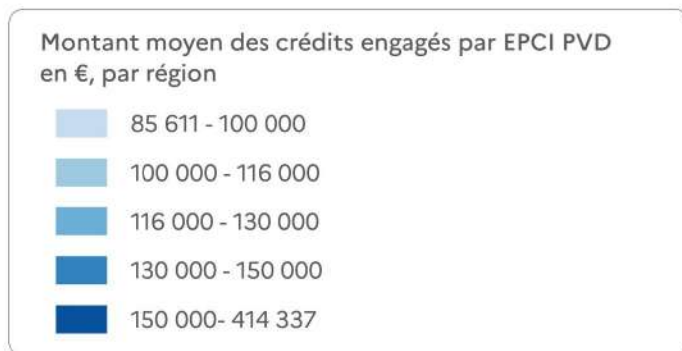 Montant moyen des crédits engagés par EPCI PVD
en €, par région
85 611 - 100 000
100 000 - 116 000
116 000 - 130 000
130 000 - 150 000
150 000- 414 337